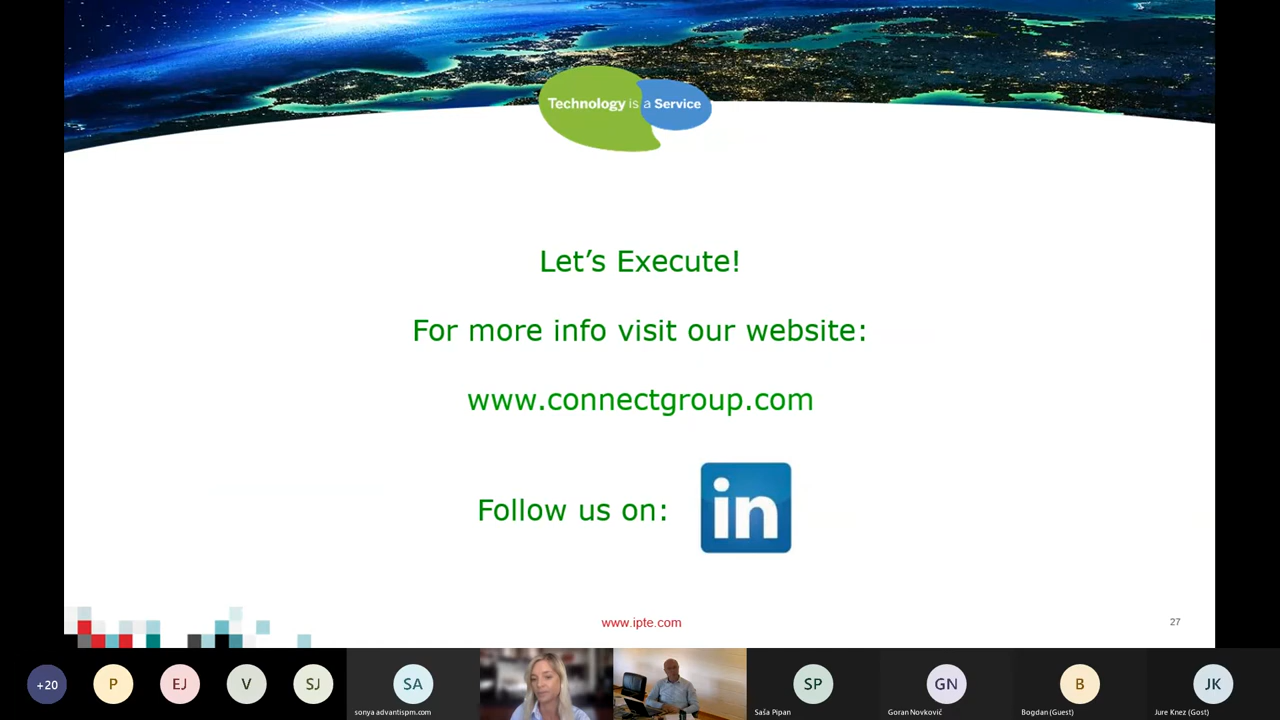 Technology is a Service
Let's Execute!
For more info visit our website:
www.connectgroup.com
Follow us on:
in
www.ipte.com
27
+20
P
EJ
V
SJ
SA
SP
GN
B
JK
sonya advantispm.com
Saša Pipan
Goran Novković
Bogdan (Guest)
Jure Knez (Gost)